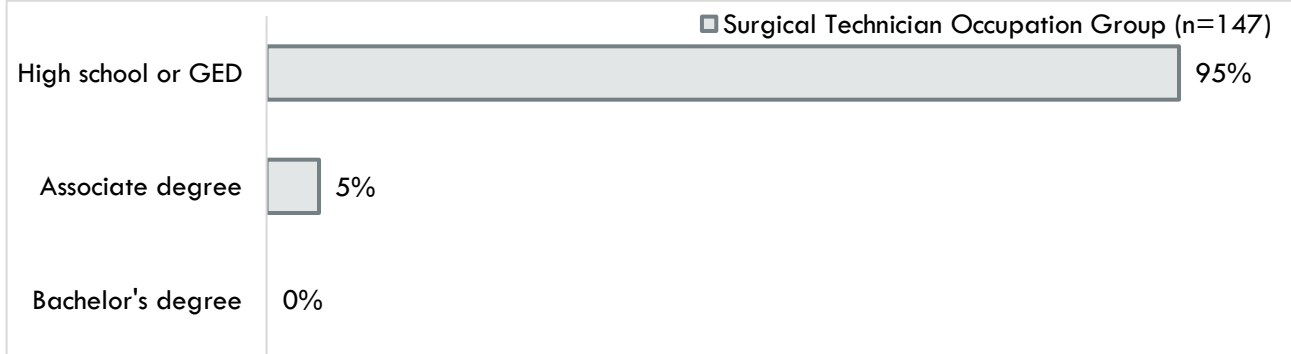 Surgical Technician Occupation Group (n=147)
High school or GED 95%
Associate degree 5%
Bachelor's degree 0%